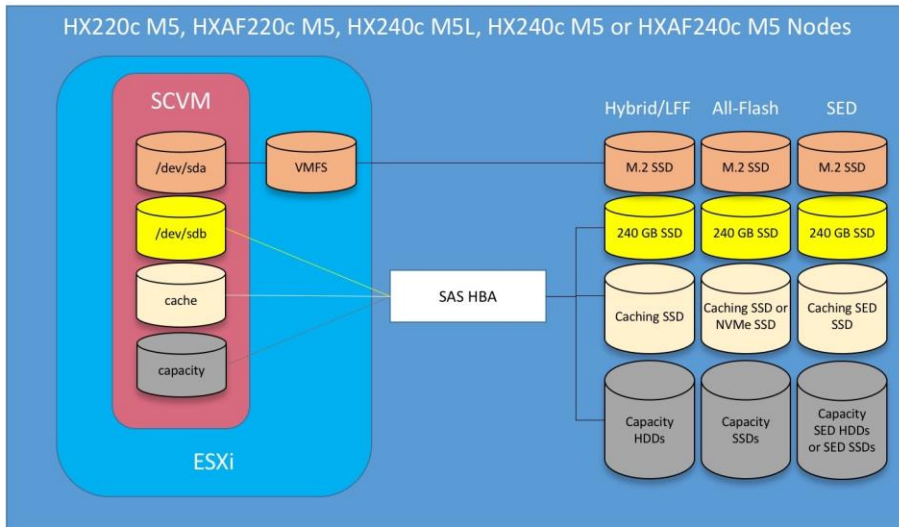 HX220c M5, HXAF220c M5, HX240c M5L, HX240c M5 or HXAF240c M5 Nodes
SCVM
/dev/sda
VMFS
/dev/sdb
cache
capacity
ESXi
SAS HBA
Hybrid/LFF
All-Flash
SED
M.2 SSD
M.2 SSD
M.2 SSD
240 GB SSD
240 GB SSD
240 GB SSD
Caching SSD
Caching SSD or
NVMe SSD
Caching SED
SSD
Capacity
HDDs
Capacity
SSDs
Capacity
SED HDDs
or SED SSDs